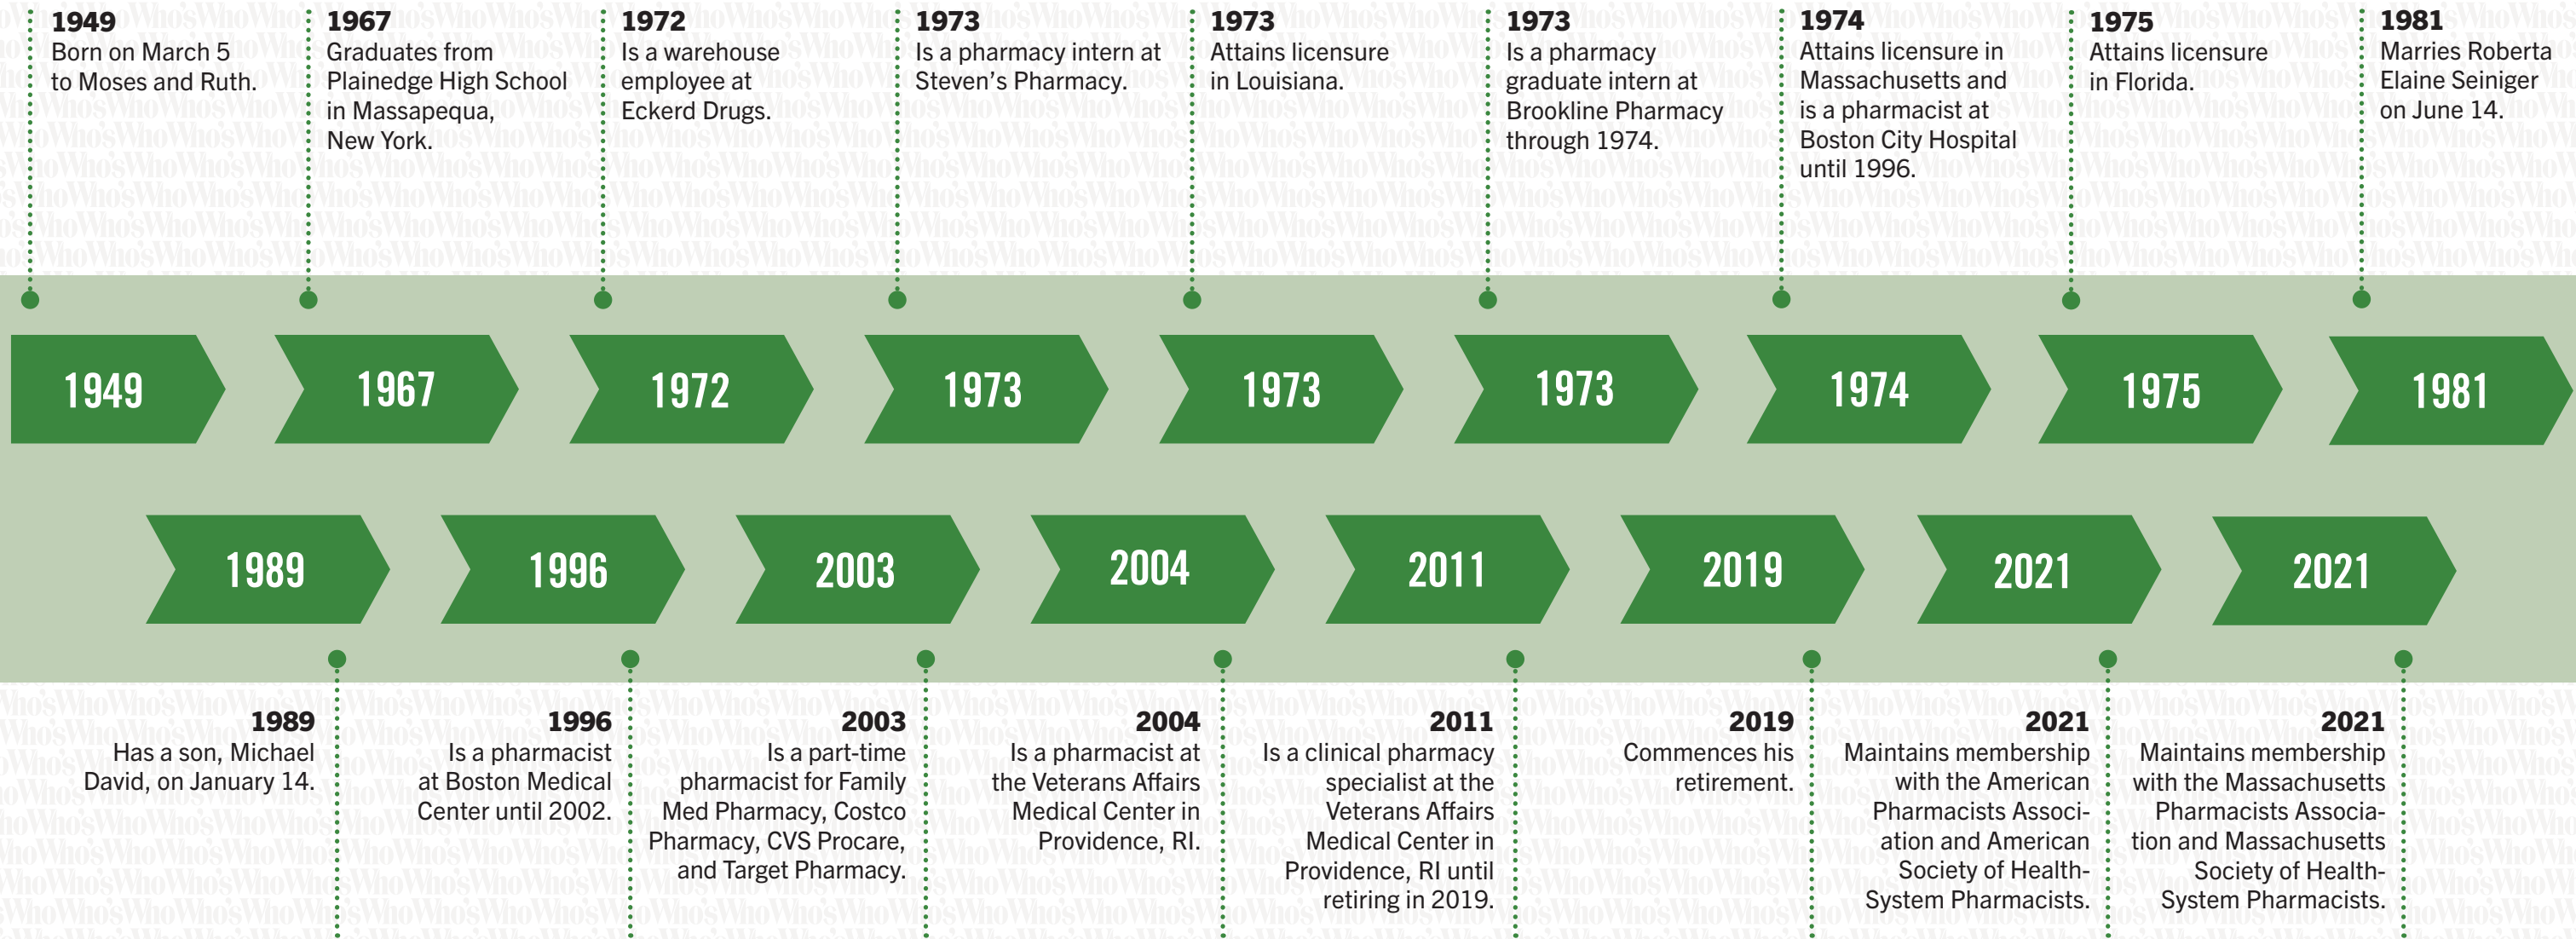 1949
Born on March 5
to Moses and Ruth.
1967
Graduates from
Plainedge High School
in Massapequa,
New York.
1972
Is a warehouse
employee at
Eckerd Drugs.
1973
Is a pharmacy intern at
Steven's Pharmacy.
1973
Attains licensure
in Louisiana.
1973
Is a pharmacy
graduate intern at
Brookline Pharmacy
through 1974.
1974
Attains licensure in
Massachusetts and
is a pharmacist at
Boston City Hospital
until 1996.
1975
Attains licensure
in Florida.
1981
Marries Roberta
Elaine Seiniger
on June 14.
1949
1967
1972
1973
1973
1973
1974
1975
1981
1989
1996
2003
2004
2011
2019
2021
2021
1989
Has a son, Michael
David, on January 14.
1996
Is a pharmacist
at Boston Medical
Center until 2002.
2003
Is a part-time
pharmacist for Family
Med Pharmacy, Costco
Pharmacy, CVS Procare,
and Target Pharmacy.
2004
Is a pharmacist at
the Veterans Affairs
Medical Center in
Providence, RI.
2011
Is a clinical pharmacy
specialist at the
Veterans Affairs
Medical Center in
Providence, RI until
retiring in 2019.
2019
Commences his
retirement.
2021
Maintains membership
with the American
Pharmacists Associ-
ation and American
Society of Health-
System Pharmacists.
2021
Maintains membership
with the Massachusetts
Pharmacists Associa-
tion and Massachusetts
Society of Health-
System Pharmacists.